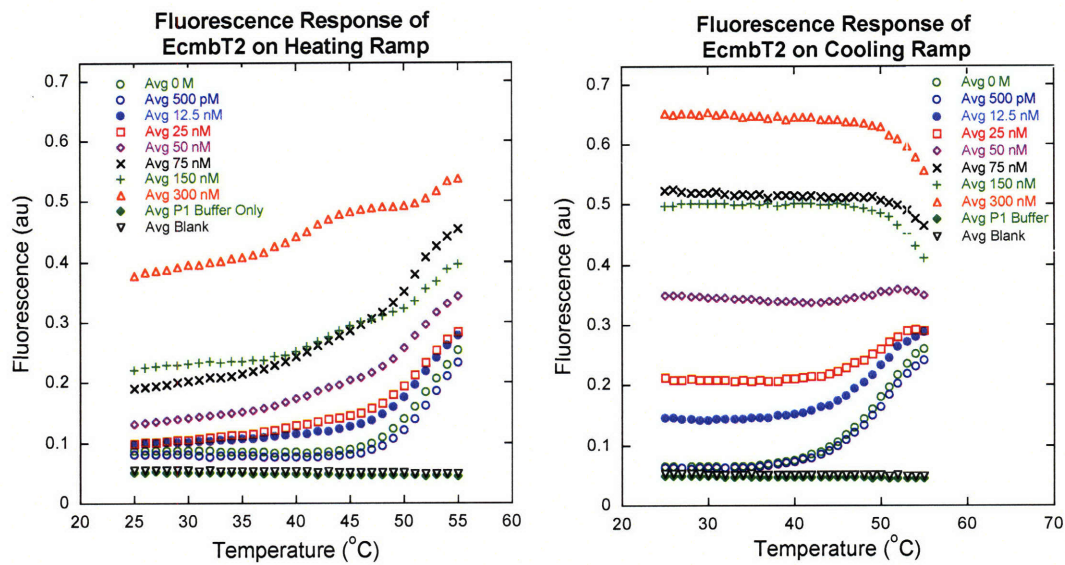 Fluorescence Response of
EcmbT2 on Heating Ramp
0.7
0.6
0.5
0.4
0.3
0.2
0.1
0
Fluorescence (au)
Avg 0 M
Avg 500 pM
Avg 12.5 nM
Avg 25 nM
Avg 50 nM
Avg 75 nM
Avg 150 nM
Avg 300 nM
Avg P1 Buffer Only
Avg Blank
20 25 30 35 40 45 50 55 60
Temperature (°C)
Fluorescence Response of
EcmbT2 on Cooling Ramp
0.7
0.6
0.5
0.4
0.3
0.2
0.1
0
Fluorescence (au)
Avg 0 M
Avg 500 pM
Avg 12.5 nM
Avg 25 nM
Avg 50 nM
Avg 75 nM
Avg 150 nM
Avg 300 nM
Avg P1 Buffer
Avg Blank
20 30 40 50 60 70
Temperature (°C)